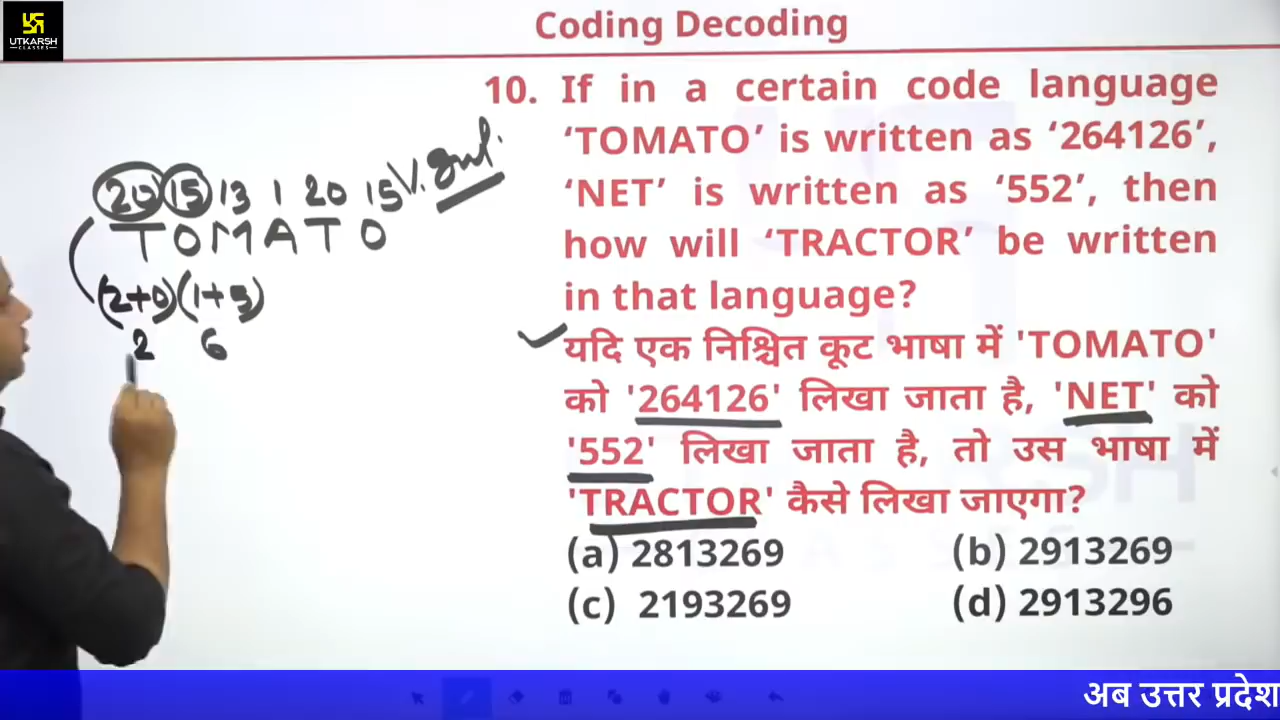 UTKARSH
CLASSES
Coding Decoding
10. If in a certain code language
‘TOMATO’ is written as ‘264126’,
‘NET’ is written as ‘552’, then
how will ‘TRACTOR’ be written
in that language?
यदि एक निश्चित कूट भाषा में 'TOMATO'
को '264126' लिखा जाता है, 'NET' को
'552' लिखा जाता है, तो उस भाषा में
'TRACTOR' कैसे लिखा जाएगा?
(a) 2813269 (b) 2913269
(c) 2193269 (d) 2913296
20 15 13 1 20 15
T O M A T O
(2+0) (1+5)
2 6
अब उत्तर प्रदेश